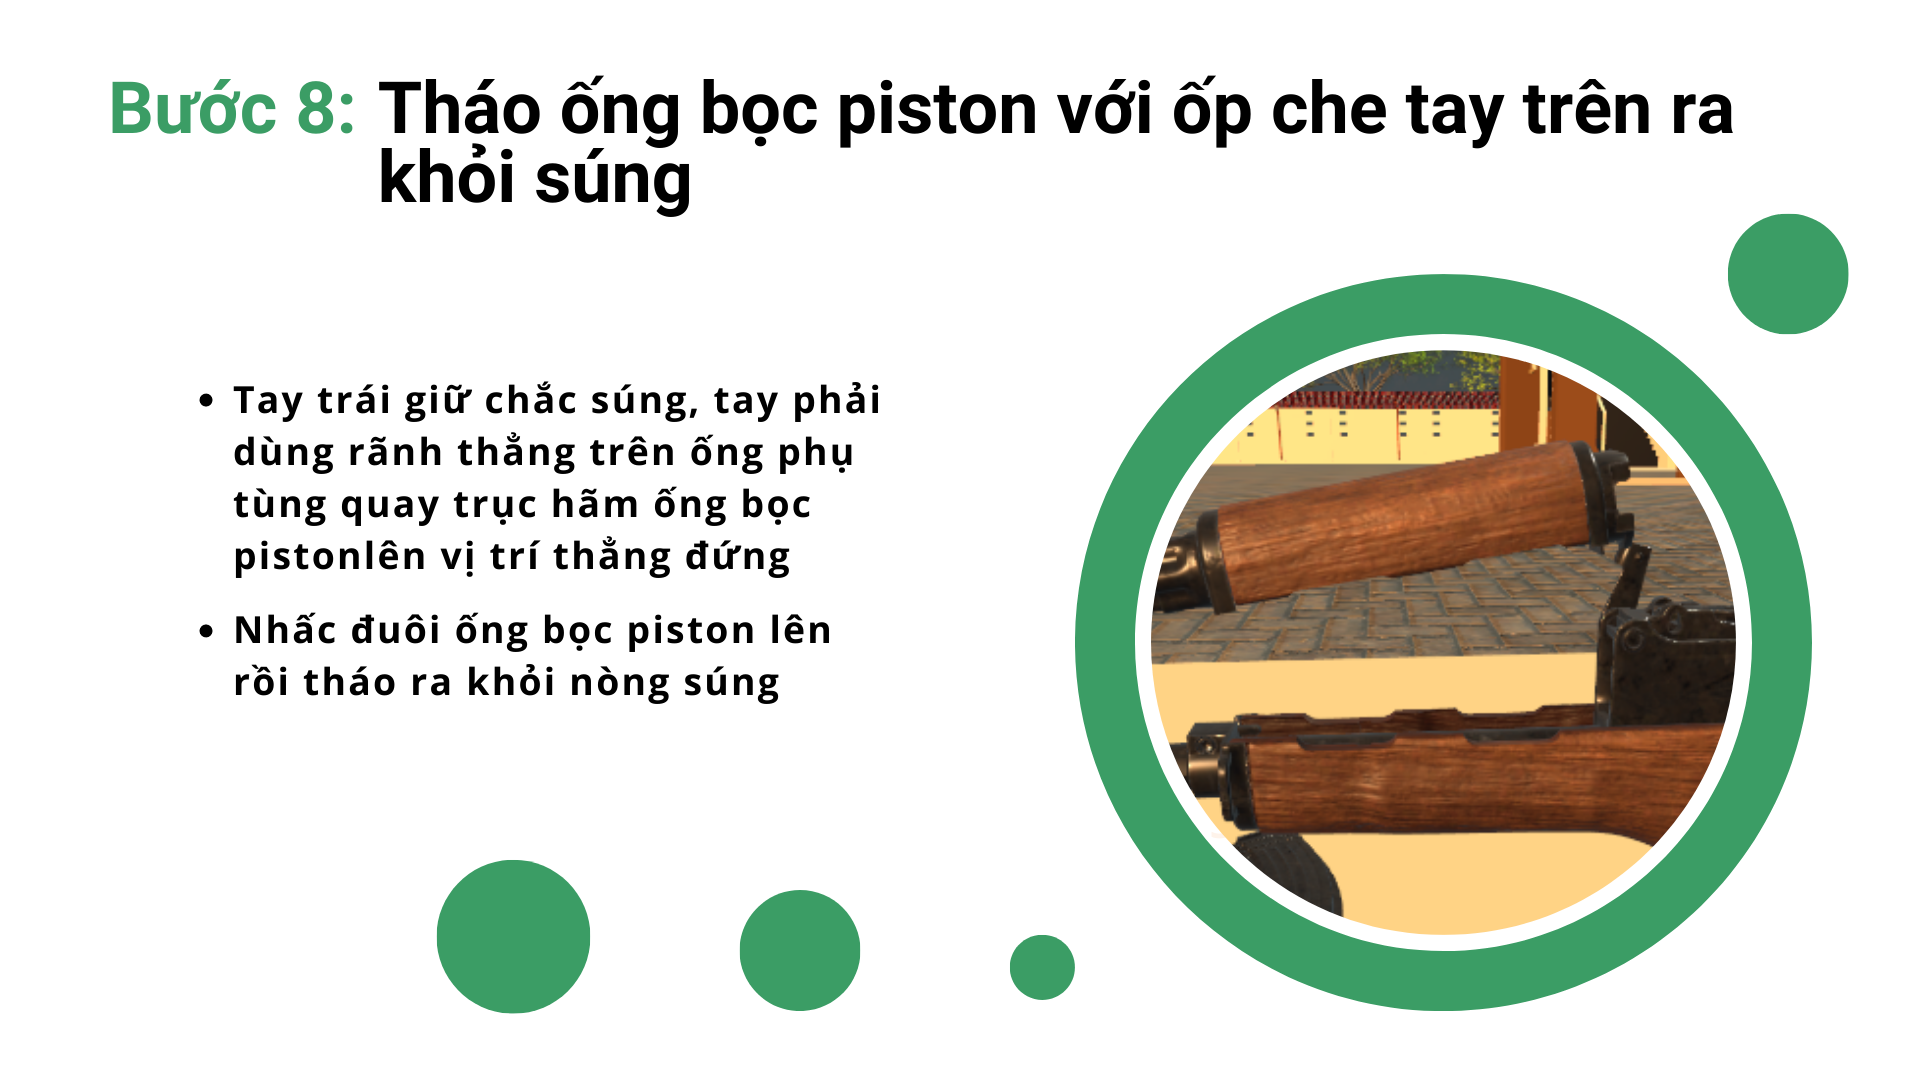 Bước 8: Tháo ống bọc piston với ốp che tay trên ra
khỏi súng
• Tay trái giữ chắc súng, tay phải
dùng rãnh thẳng trên ống phụ
tùng quay trục hãm ống bọc
pistonlên vị trí thẳng đứng
• Nhấc đuôi ống bọc piston lên
rồi tháo ra khỏi nòng súng